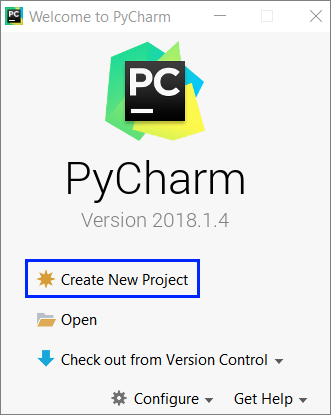 PC Welcome to PyCharm
PC
PyCharm
Version 2018.1.4
Create New Project
Open
Check out from Version Control
Configure Get Help